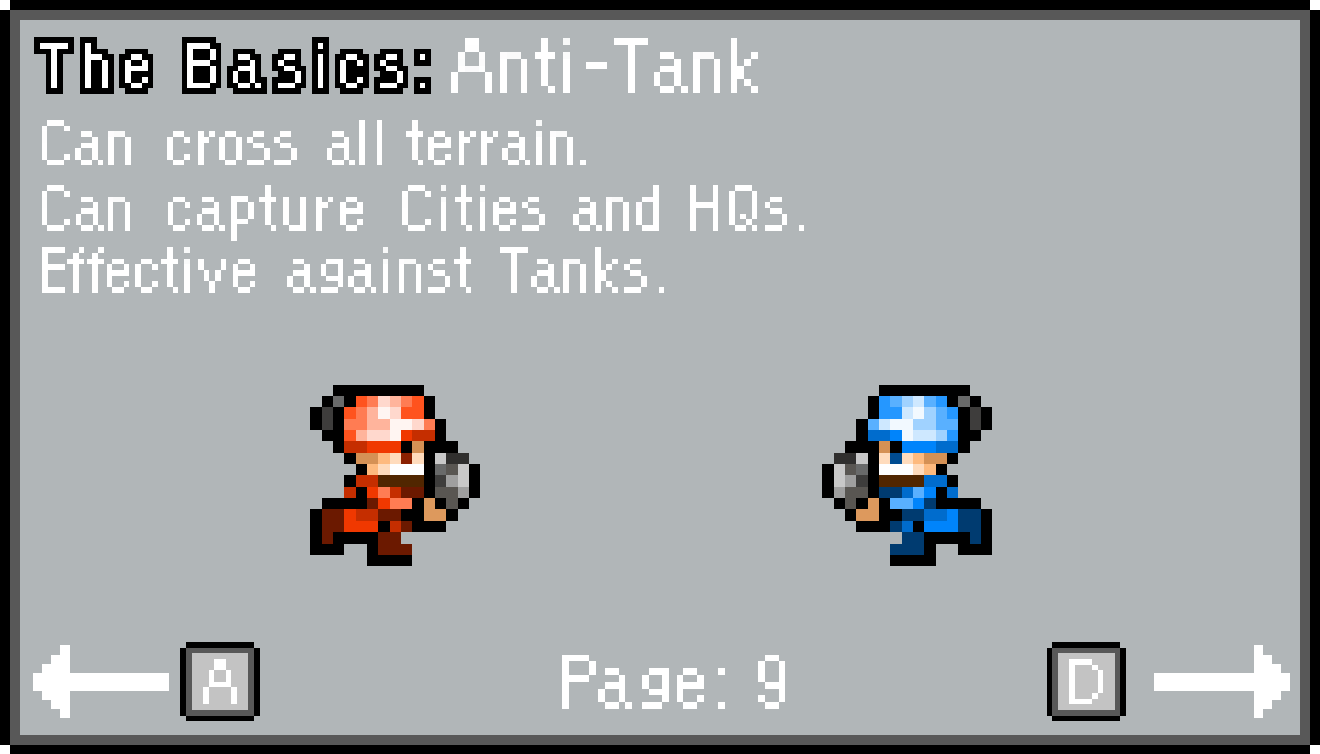 The Basics: Anti-Tank
Can cross all terrain.
Can capture Cities and HQs.
Effective against Tanks.
A Page: 9 D